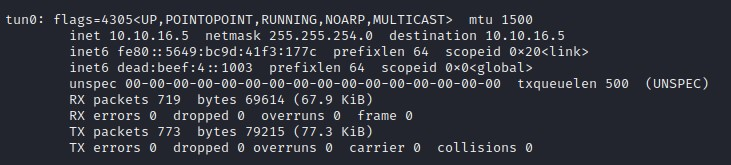 tun0: flags=4305<UP,POINTOPOINT,RUNNING,NOARP,MULTICAST>  mtu 1500
inet 10.10.16.5  netmask 255.255.254.0  destination 10.10.16.5
inet6 fe80::5649:bc9d:41f3:177c  prefixlen 64  scopeid 0×20<link>
inet6 dead:beef:4::1003  prefixlen 64  scopeid 0×0<global>
unspec 00-00-00-00-00-00-00-00-00-00-00-00-00-00-00-00  txqueuelen 500  (UNSPEC)
RX packets 719  bytes 69614 (67.9 KiB)
RX errors 0  dropped 0  overruns 0  frame 0
TX packets 773  bytes 79215 (77.3 KiB)
TX errors 0  dropped 0 overruns 0  carrier 0  collisions 0